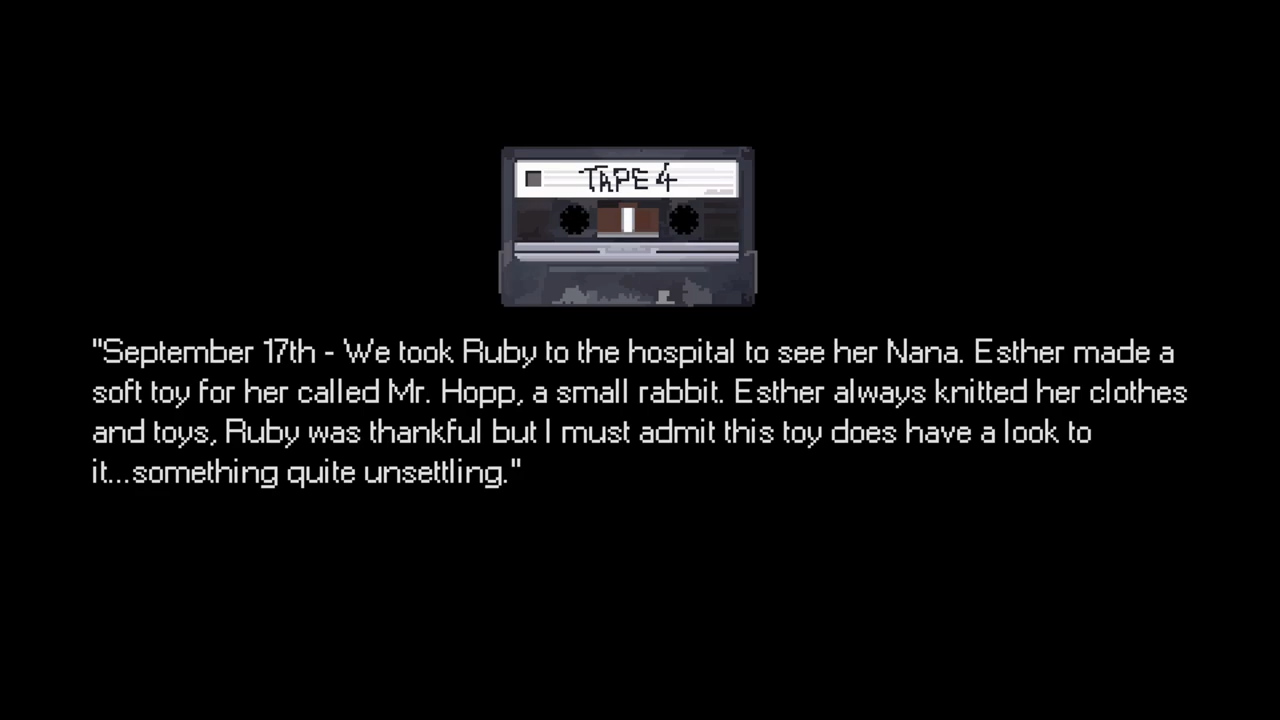 TAPE 4
"September 17th - We took Ruby to the hospital to see her Nana. Esther made a
soft toy for her called Mr. Hopp, a small rabbit. Esther always knitted her clothes
and toys, Ruby was thankful but I must admit this toy does have a look to
it...something quite unsettling."